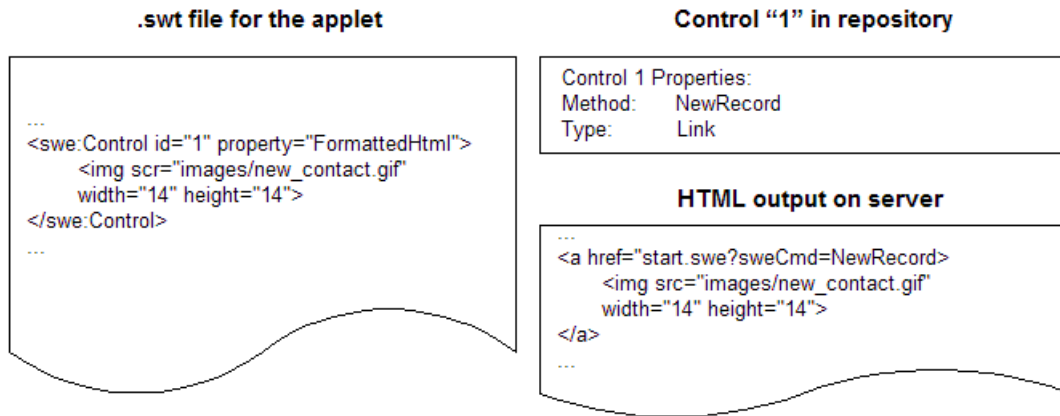 .swt file for the applet
...
<swe:Control id="1" property="FormattedHtml">
<img scr="images/new_contact.gif"
width="14" height="14">
</swe:Control>
...
Control “1” in repository
Control 1 Properties:
Method: NewRecord
Type: Link
HTML output on server
...
<a href="start.swe?sweCmd=NewRecord>
<img src="images/new_contact.gif"
width="14" height="14">
</a>
...